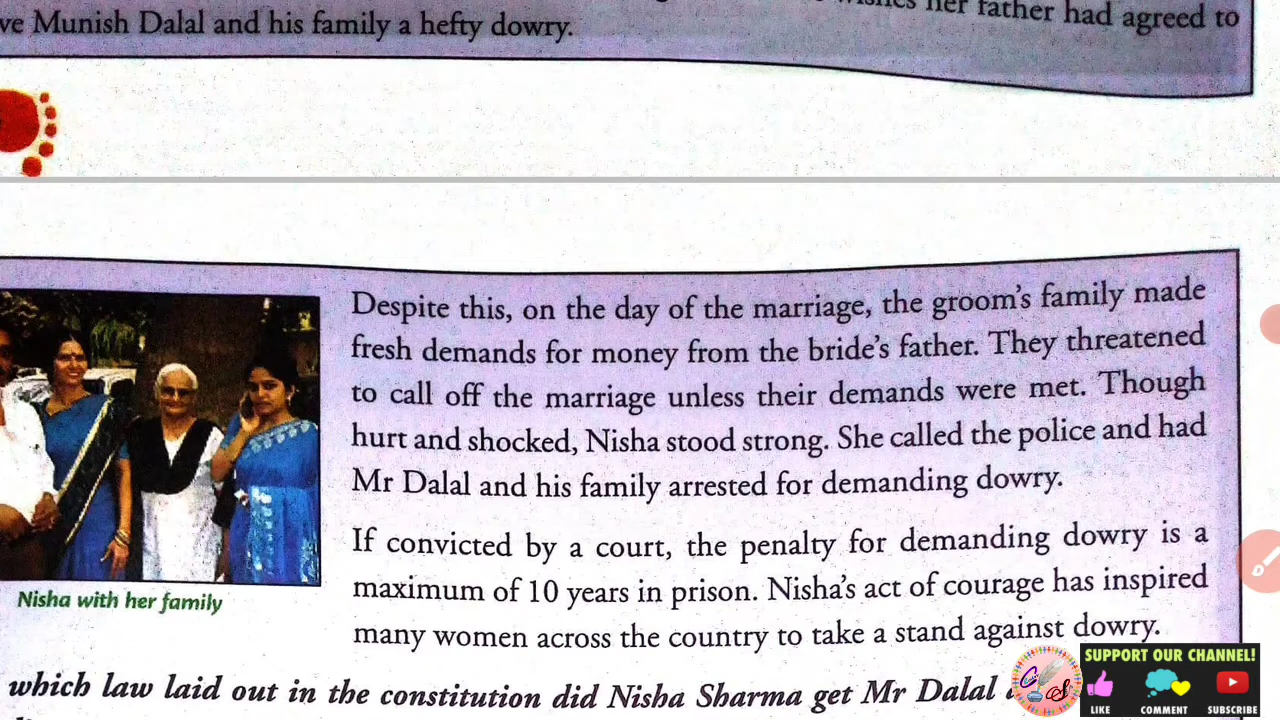 her father had agreed to
ve Munish Dalal and his family a hefty dowry.
Despite this, on the day of the marriage, the groom's family made
fresh demands for money from the bride's father. They threatened
to call off the marriage unless their demands were met. Though
hurt and shocked, Nisha stood strong. She called the police and had
Mr Dalal and his family arrested for demanding dowry.
If convicted by a court, the penalty for demanding dowry is a
maximum of 10 years in prison. Nisha's act of courage has inspired
many women across the country to take a stand against dowry.
Nisha with her family
which law laid out in the constitution did Nisha Sharma get Mr Dalal
SUPPORT OUR CHANNEL!
LIKE COMMENT SUBSCRIBE